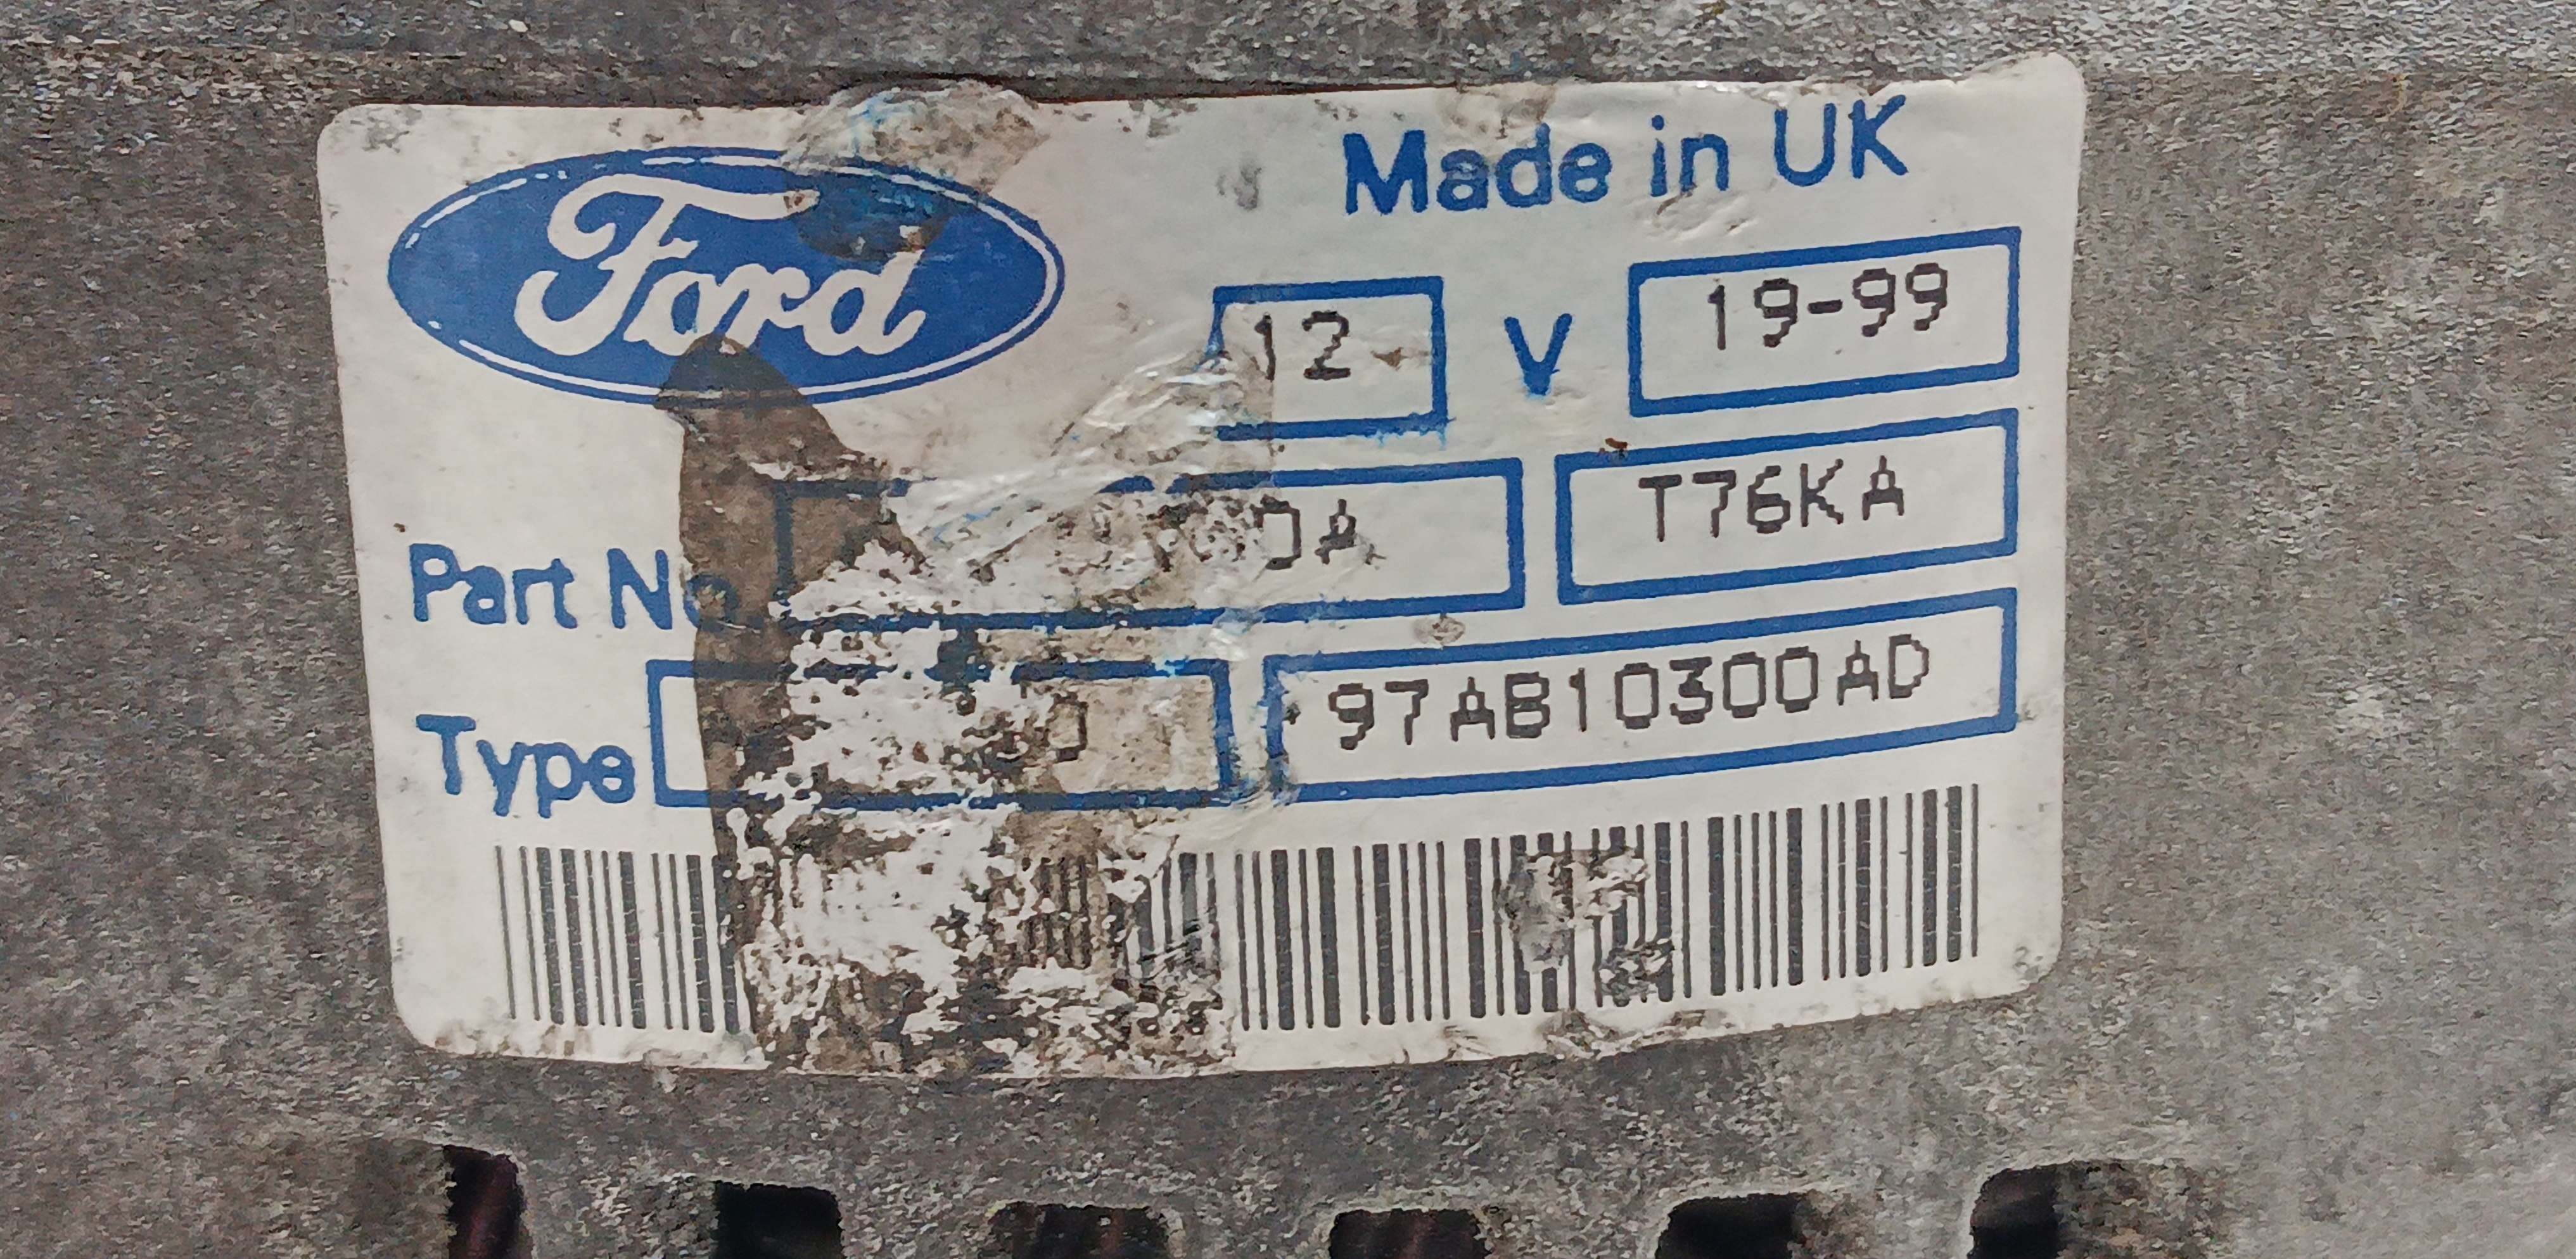 Ford
Made in UK
12 V 19-99
Part No. T76KA
Type 97AB10300AD